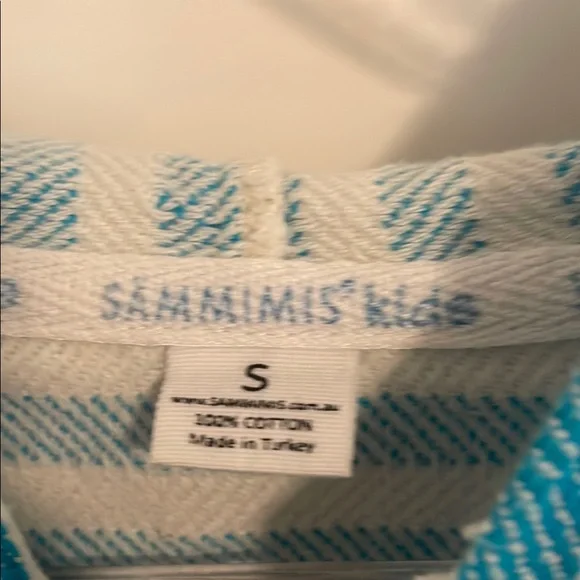 SAMMIMIS® kids
S
www.SAMMIMIS.com.au
100% COTTON
Made in Turkey